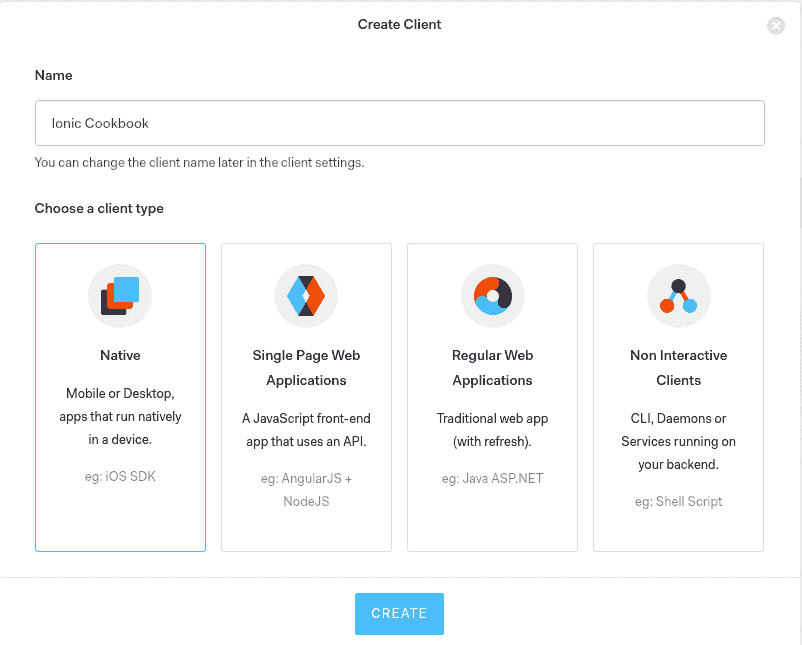 Create Client
Name
Ionic Cookbook
You can change the client name later in the client settings.
Choose a client type
Native
Mobile or Desktop,
apps that run natively
in a device.
eg: iOS SDK
Single Page Web
Applications
A JavaScript front-end
app that uses an API.
eg: AngularJS +
NodeJS
Regular Web
Applications
Traditional web app
(with refresh).
eg: Java ASP.NET
Non Interactive
Clients
CLI, Daemons or
Services running on
your backend.
eg: Shell Script
CREATE